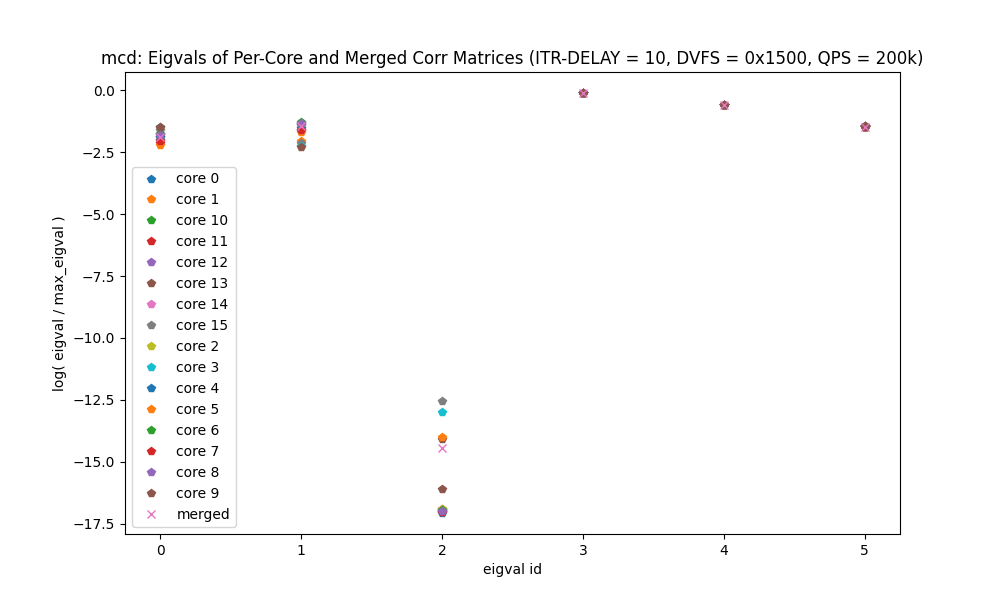 mcd: Eigvals of Per-Core and Merged Corr Matrices (ITR-DELAY = 10, DVFS = 0x1500, QPS = 200k)
log( eigval / max_eigval )
0.0
−2.5
−5.0
−7.5
−10.0
−12.5
−15.0
−17.5
core 0
core 1
core 10
core 11
core 12
core 13
core 14
core 15
core 2
core 3
core 4
core 5
core 6
core 7
core 8
core 9
merged
0
1
2
3
4
5
eigval id